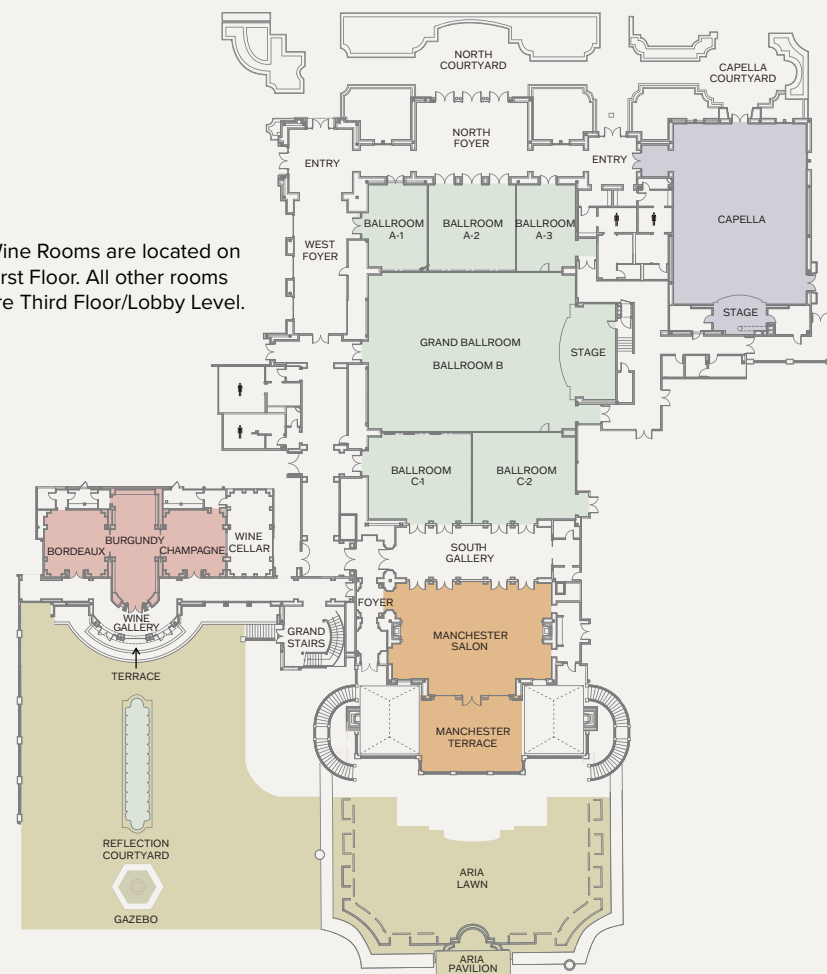 NORTH
COURTYARD
CAPELLA
COURTYARD
NORTH
FOYER
ENTRY
ENTRY
BALLROOM
A-1
BALLROOM
A-2
BALLROOM
A-3
CAPELLA
WEST
FOYER
Wine Rooms are located on
rst Floor. All other rooms
re Third Floor/Lobby Level.
STAGE
GRAND BALLROOM
BALLROOM B
STAGE
BALLROOM
C-1
BALLROOM
C-2
BORDEAUX
BURGUNDY
CHAMPAGNE
WINE
CELLAR
SOUTH
GALLERY
FOYER
WINE
GALLERY
GRAND
STAIRS
MANCHESTER
SALON
TERRACE
MANCHESTER
TERRACE
REFLECTION
COURTYARD
ARIA
LAWN
GAZEBO
ARIA
PAVILION